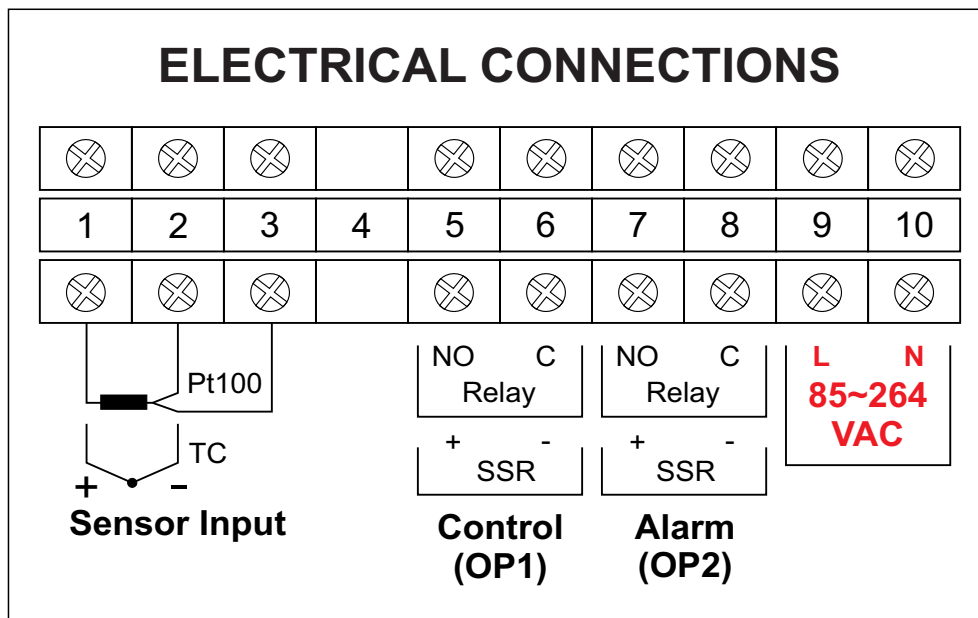 ELECTRICAL CONNECTIONS
1 2 3 4 5 6 7 8 9 10
Pt100
TC
+ -
Sensor Input
NO C
Relay
+ -
SSR
Control
(OP1)
NO C
Relay
+ -
SSR
Alarm
(OP2)
L N
85~264
VAC